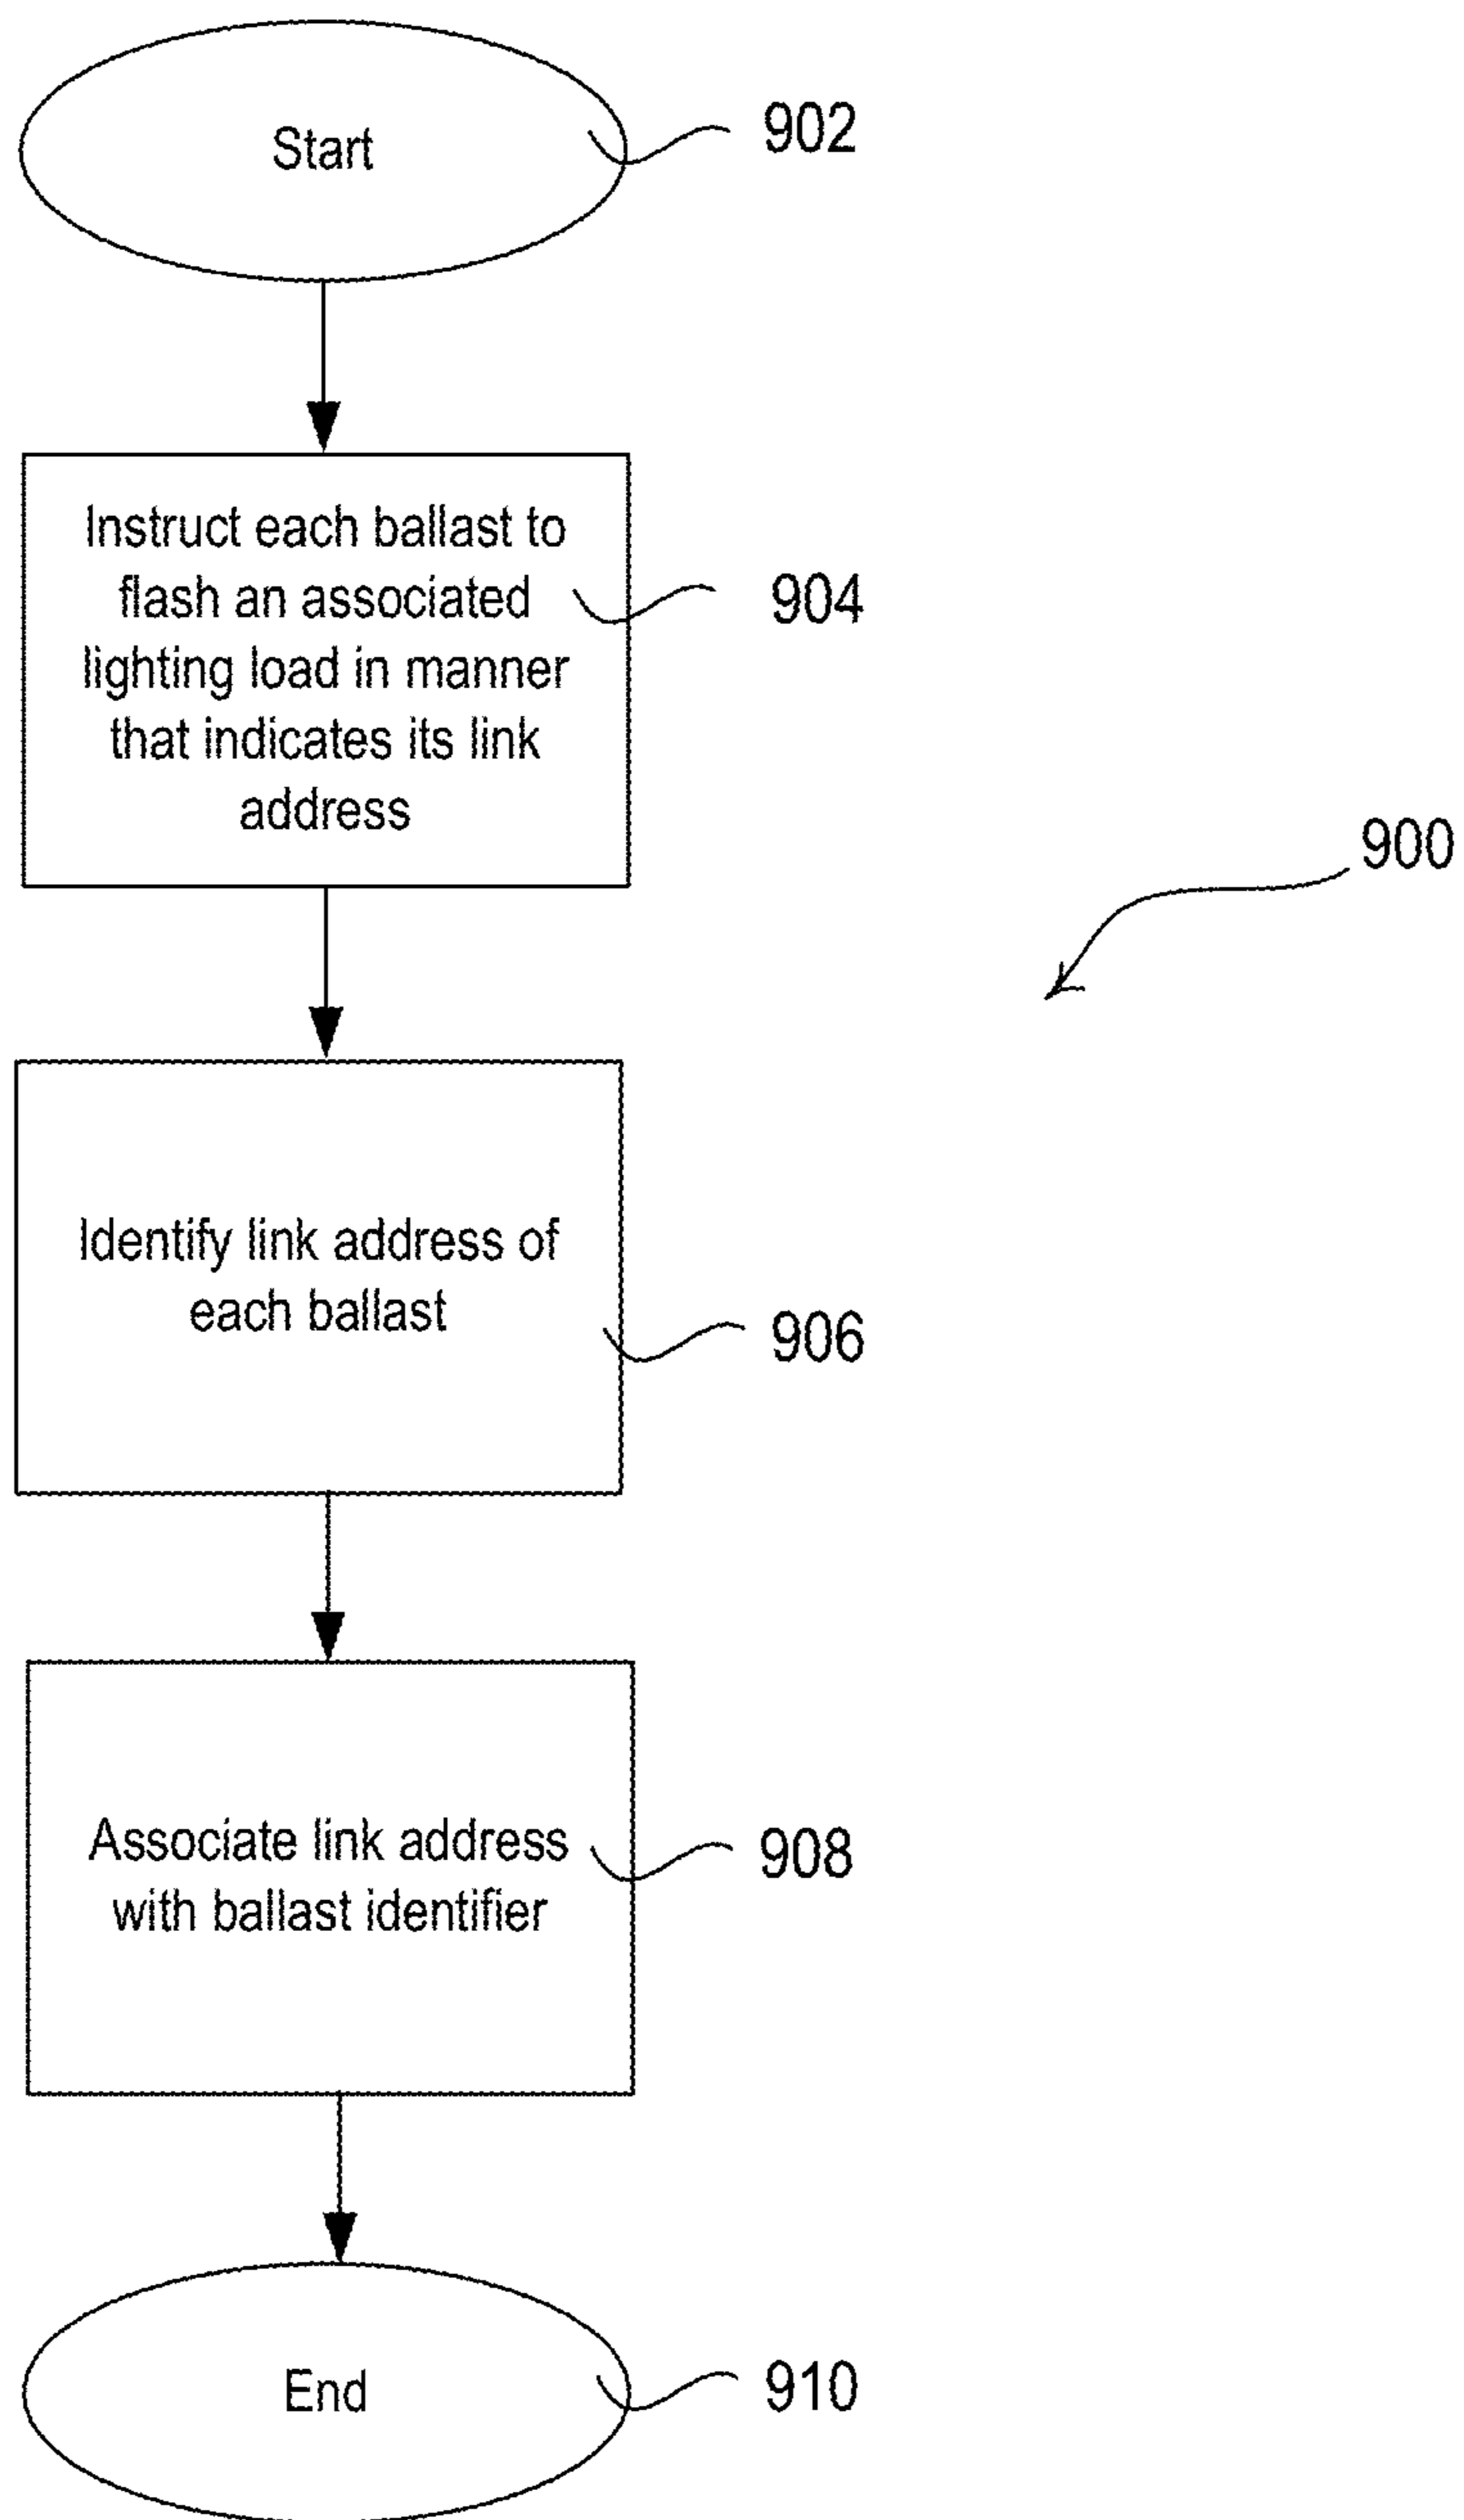 Start
902
Instruct each ballast to
flash an associated
lighting load in manner
that indicates its link
address
904
900
Identify link address of
each ballast
906
Associate link address
with ballast identifier
908
End
910